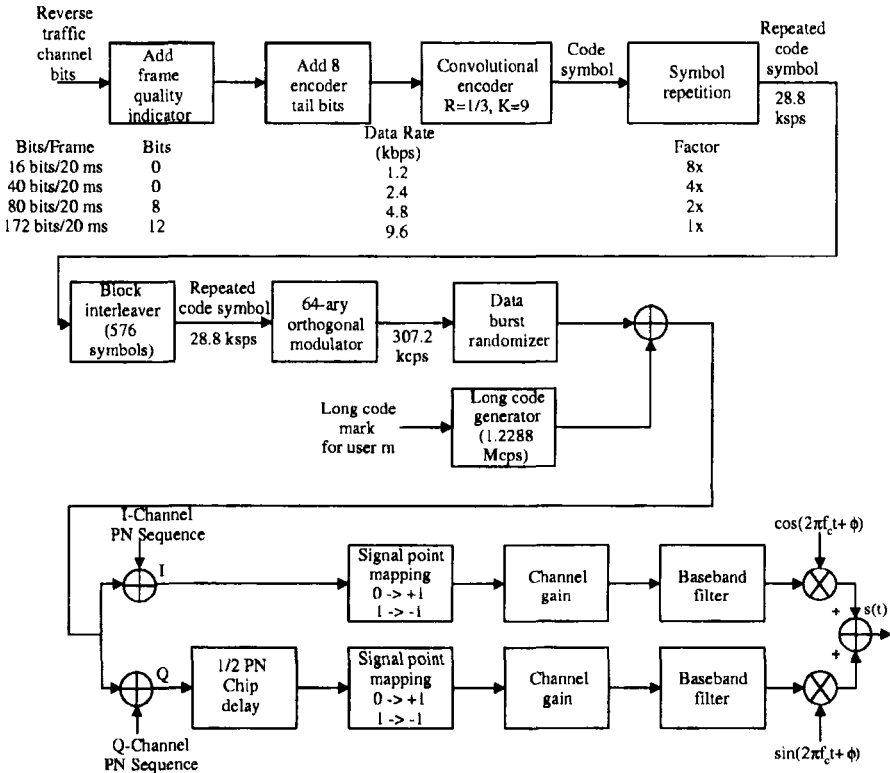 Reverse
traffic
channel
bits
Add
frame
quality
indicator
Add 8
encoder
tail bits
Convolutional
encoder
R=1/3, K=9
Code
symbol
Symbol
repetition
Repeated
code
symbol
28.8
ksps
Bits/Frame Bits Data Rate (kbps) Factor
16 bits/20 ms 0 1.2 8x
40 bits/20 ms 0 2.4 4x
80 bits/20 ms 8 4.8 2x
172 bits/20 ms 12 9.6 1x
Block
interleaver
(576
symbols)
Repeated
code symbol
28.8 ksps
64-ary
orthogonal
modulator
307.2
kcps
Data
burst
randomizer
Long code
mark
for user m
Long code
generator
(1.2288
Mcps)
I-Channel
PN Sequence
I
Signal point
mapping
0 -> +1
1 -> -1
Channel
gain
Baseband
filter
cos(2πf_ct+ φ)
+
s(t)
+
Q
1/2 PN
Chip
delay
Signal point
mapping
0 -> +1
1 -> -1
Channel
gain
Baseband
filter
Q-Channel
PN Sequence
sin(2πf_ct+ φ)